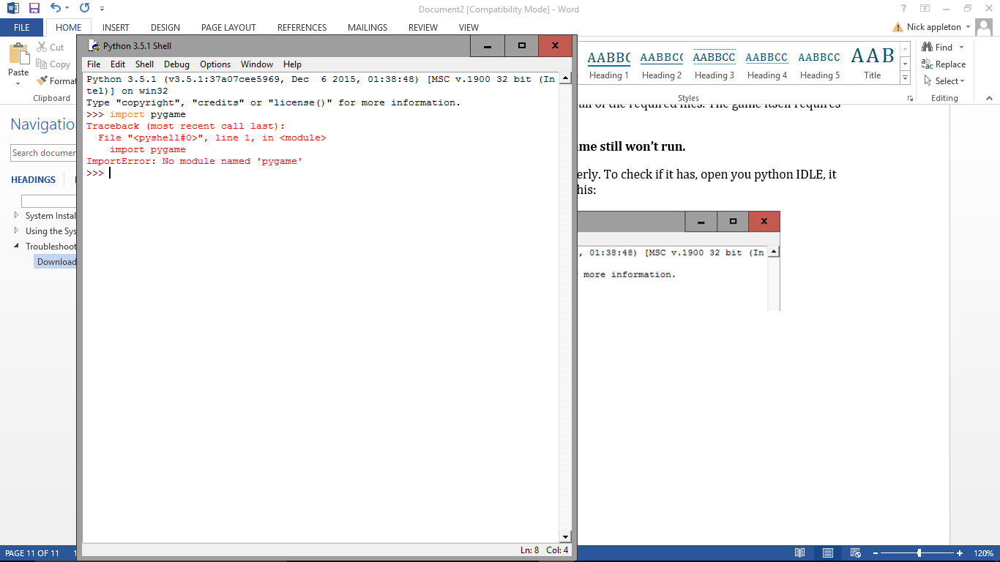 Document2 [Compatibility Mode] - Word
FILE HOME INSERT DESIGN PAGE LAYOUT REFERENCES MAILINGS REVIEW VIEW
Nick appleton
Paste
Cut
Copy
Format
Clipboard
AABBC AABBCC AABBCC AABBCC AABBCC AAB
Heading 1 Heading 2 Heading 3 Heading 4 Heading 5 Title
Styles
Find
Replace
Select
Editing
Navigatio
Search documen
HEADINGS
System Instal
Using the Sys
Troubleshoot
Download
Python 3.5.1 Shell
File Edit Shell Debug Options Window Help
Python 3.5.1 (v3.5.1:37a07cee5969, Dec  6 2015, 01:38:48) [MSC v.1900 32 bit (In
tel)] on win32
Type "copyright", "credits" or "license()" for more information.
>>> import pygame
Traceback (most recent call last):
  File "<pyshell#0>", line 1, in <module>
    import pygame
ImportError: No module named 'pygame'
>>>
Ln: 8 Col: 4
of the required files. The game itself requires
me still won't run.
erly. To check if it has, open you python IDLE, it
his:
, 01:38:48) [MSC v.1900 32 bit (In
more information.
PAGE 11 OF 11
120%